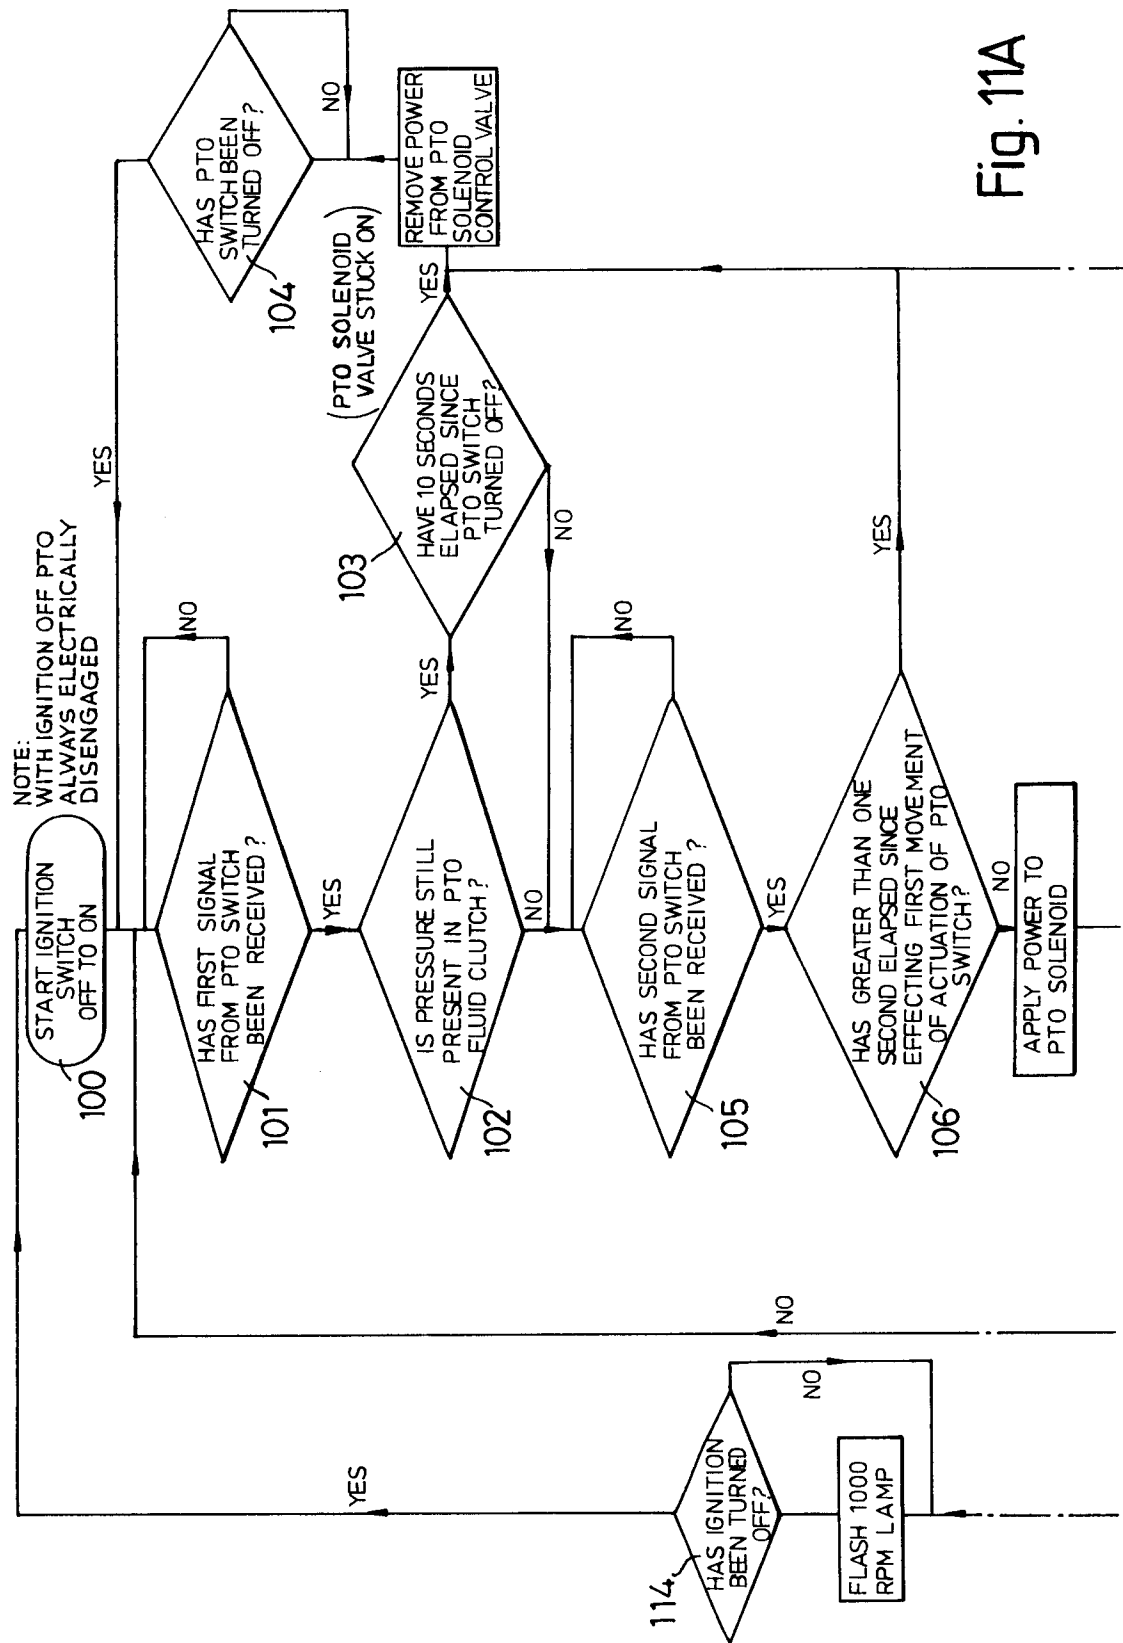 NOTE:
WITH IGNITION OFF PTO
ALWAYS ELECTRICALLY
DISENGAGED
START IGNITION
SWITCH
OFF TO ON
100
YES
HAS PTO
SWITCH BEEN
TURNED OFF?
104
NO
HAS FIRST SIGNAL
FROM PTO SWITCH
BEEN RECEIVED?
101
NO
YES
IS PRESSURE STILL
PRESENT IN PTO
FLUID CLUTCH?
102
YES
NO
HAVE 10 SECONDS
ELAPSED SINCE
PTO SWITCH
TURNED OFF?
103
NO
YES
(PTO SOLENOID
VALVE STUCK ON)
REMOVE POWER
FROM PTO
SOLENOID
CONTROL VALVE
HAS SECOND SIGNAL
FROM PTO SWITCH
BEEN RECEIVED?
105
NO
YES
HAS GREATER THAN ONE
SECOND ELAPSED SINCE
EFFECTING FIRST MOVEMENT
OF ACTUATION OF PTO
SWITCH?
106
YES
NO
APPLY POWER TO
PTO SOLENOID
NO
YES
HAS IGNITION
BEEN TURNED
OFF?
114
NO
FLASH 1000
RPM LAMP
Fig. 11A